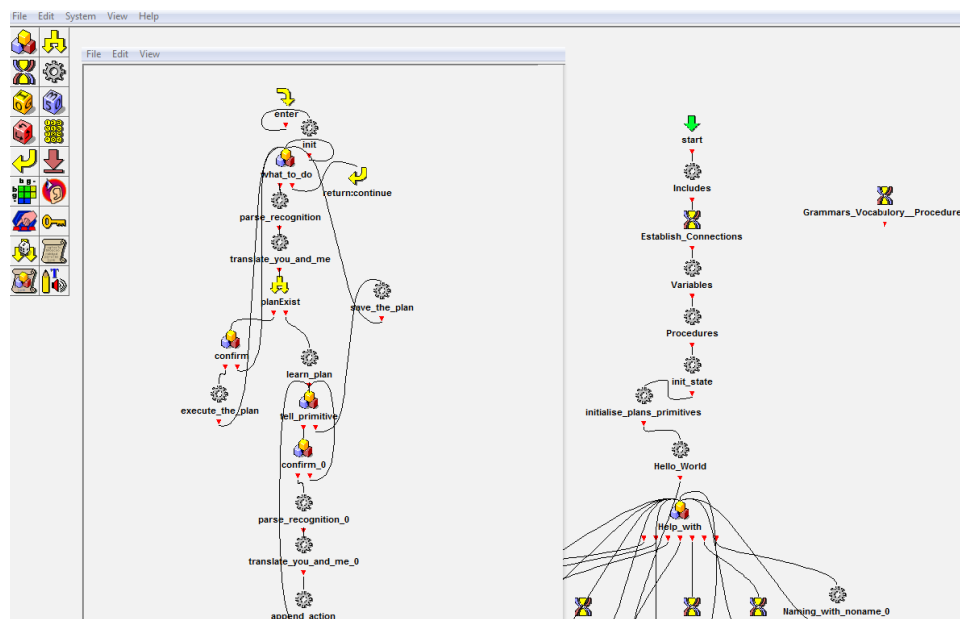 File Edit System View Help
File Edit View
enter
init
what_to_do
return:continue
parse_recognition
translate_you_and_me
planExist
save_the_plan
confirm
learn_plan
execute_the_plan
tell_primitive
confirm_0
parse_recognition_0
translate_you_and_me_0
append_action
start
Includes
Establish_Connections
Variables
Procedures
init_state
initialise_plans_primitives
Hello_World
Help_with
Naming_with_noname_0
Grammars_Vocabulory__Procedure